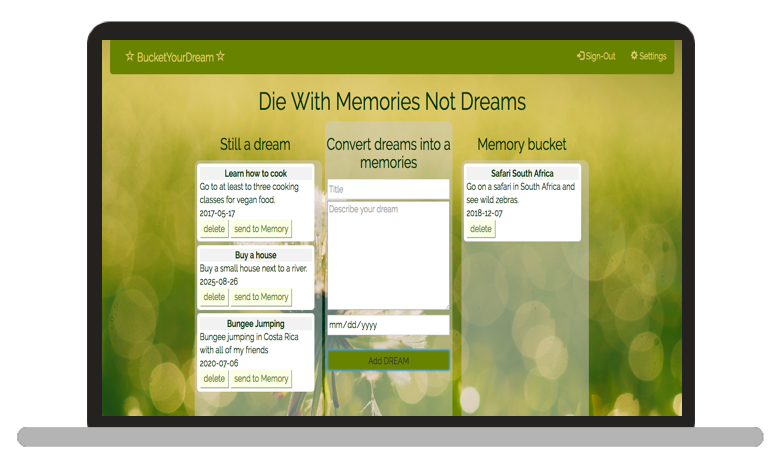 ☆ BucketYourDream ☆
Sign-Out
Settings
Die With Memories Not Dreams
Still a dream
Learn how to cook
Go to at least to three cooking
classes for vegan food.
2017-05-17
delete
send to Memory
Buy a house
Buy a small house next to a river.
2025-08-26
delete
send to Memory
Bungee Jumping
Bungee jumping in Costa Rica
with all of my friends
2020-07-06
delete
send to Memory
Convert dreams into a
memories
Title
Describe your dream
mm/dd/yyyy
Add DREAM
Memory bucket
Safari South Africa
Go on a safari in South Africa and
see wild zebras.
2018-12-07
delete